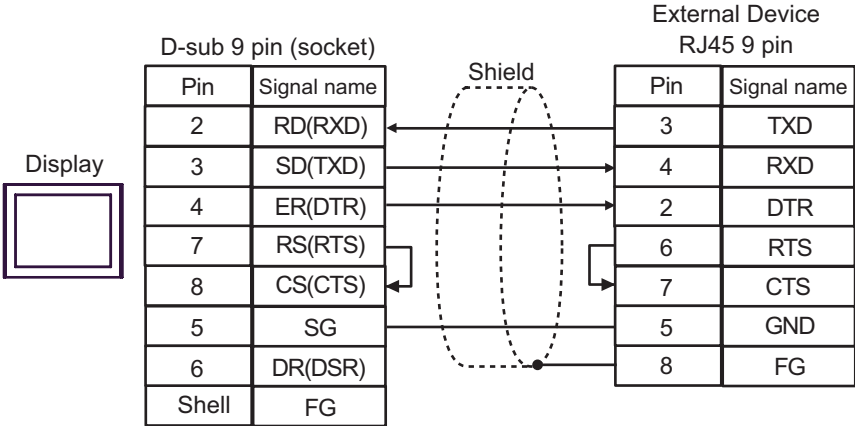 External Device
D-sub 9 pin (socket)
RJ45 9 pin
Shield
Display
Pin Signal name
2 RD(RXD)
3 SD(TXD)
4 ER(DTR)
7 RS(RTS)
8 CS(CTS)
5 SG
6 DR(DSR)
Shell FG
Pin Signal name
3 TXD
4 RXD
2 DTR
6 RTS
7 CTS
5 GND
8 FG